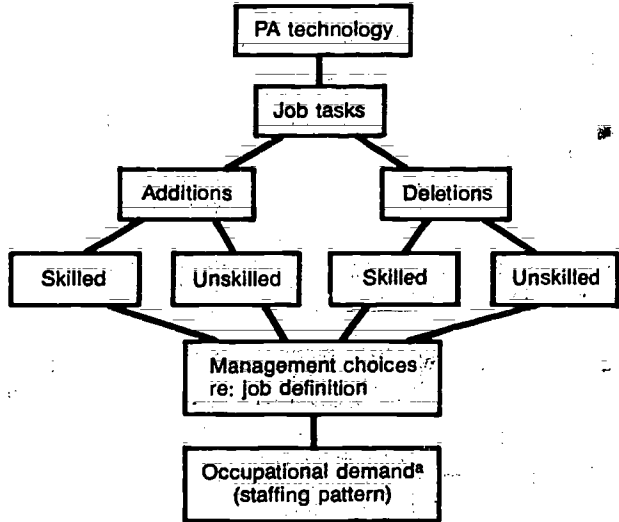 PA technology
Job tasks
Additions
Deletions
Skilled
Unskilled
Skilled
Unskilled
Management choices
re: job definition
Occupational demandᵃ
(staffing pattern)